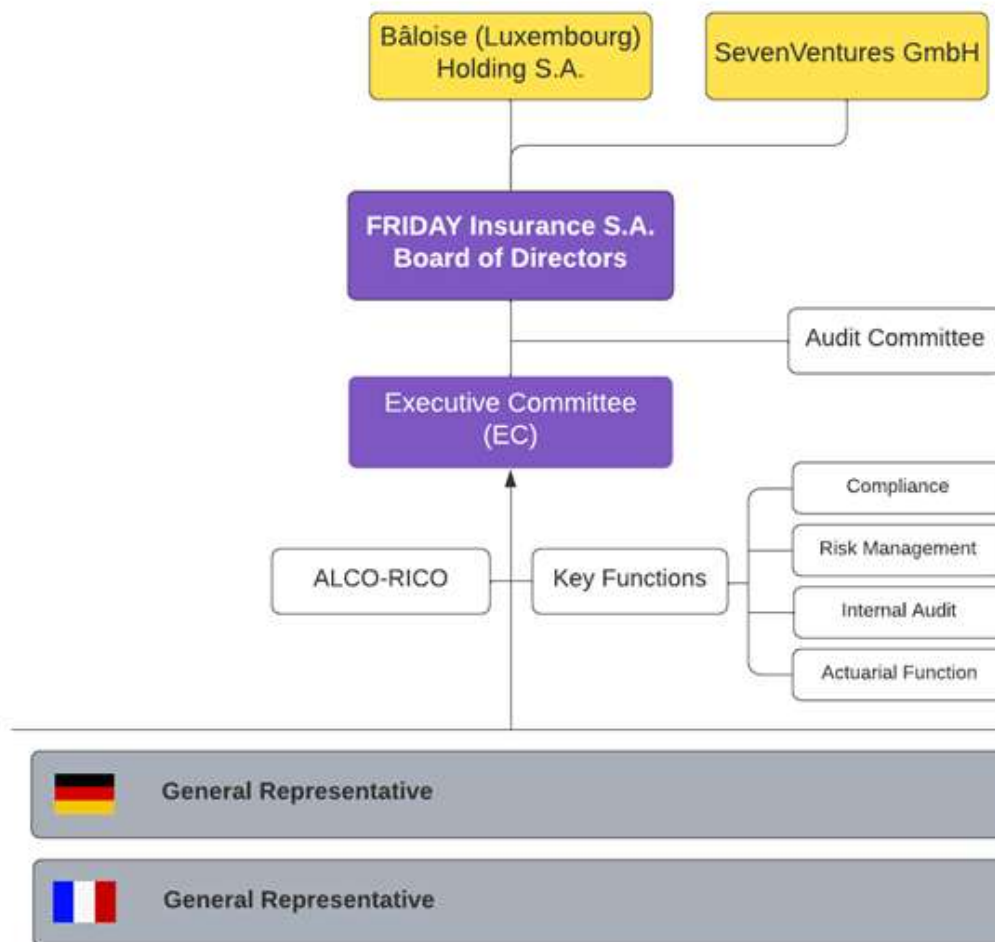 Bâloise (Luxembourg)
Holding S.A.
SevenVentures GmbH
FRIDAY Insurance S.A.
Board of Directors
Audit Committee
Executive Committee
(EC)
Compliance
Risk Management
ALCO-RICO
Key Functions
Internal Audit
Actuarial Function
General Representative
General Representative